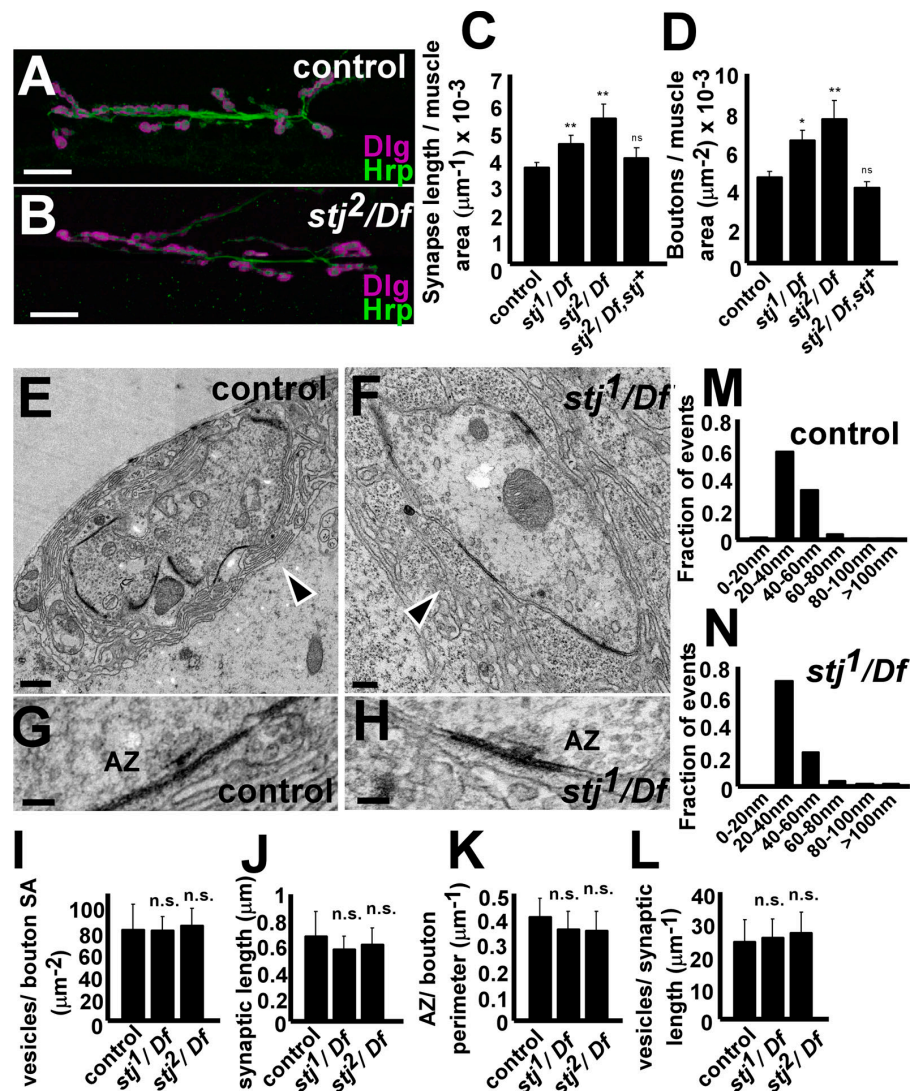 A
control
Dlg
Hrp
B
stj2/Df
Dlg
Hrp
C
Synapse length / muscle
area (μm-1) x 10-3
7
6
5
4
3
2
1
0
**
**
ns
control
stj1/ Df
stj2/ Df
stj2/ Df,stj+
D
Boutons / muscle
area (μm-2) x 10-3
10
8
6
4
2
0
*
**
ns
control
stj1/ Df
stj2/ Df
stj2/ Df,stj+
E
control
F
stj1/Df
G
AZ
control
H
AZ
stj1/Df
M
control
Fraction of events
0.8
0.6
0.4
0.2
0
0-20nm
20-40nm
40-60nm
60-80nm
80-100nm
>100nm
N
stj1/Df
Fraction of events
0.8
0.6
0.4
0.2
0
0-20nm
20-40nm
40-60nm
60-80nm
80-100nm
>100nm
I
vesicles/ bouton SA
(μm-2)
100
80
60
40
20
0
n.s.
n.s.
control
stj1/ Df
stj2/ Df
J
synaptic length (μm)
1
0.8
0.6
0.4
0.2
0
n.s.
n.s.
control
stj1/ Df
stj2/ Df
K
AZ/ bouton
perimeter (μm-1)
0.5
0.4
0.3
0.2
0.1
0
n.s.
n.s.
control
stj1/ Df
stj2/ Df
L
vesicles/ synaptic
length (μm-1)
40
30
20
10
0
n.s.
n.s.
control
stj1/ Df
stj2/ Df